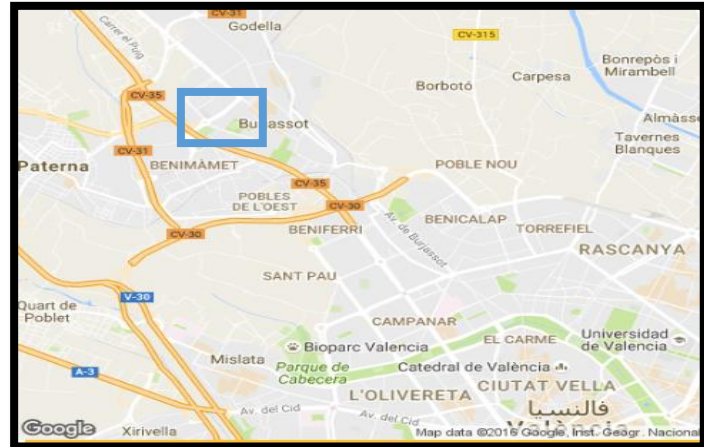 CV-31
Godella
Carrer el Puig
CV-315
Bonrepòs i
Mirambell
Carpesa
Borbotó
CV-35
Almàsse
Burjassot
Tavernes
Blanques
CV-31
Paterna
BENIMÀMET
POBLE NOU
CV-35
POBLES
DE L'OEST
CV-30
BENICALAP
TORREFIEL
BENIFERRI
CV-30
Av. de Burjassot
RASCANYA
SANT PAU
V-30
Quart de
Poblet
CAMPANAR
EL CARME
Universidad
de Valencia
Bioparc Valencia
Mislata
Parque de
Cabecera
Catedral de València
A-3
CIUTAT VELLA
L'OLIVERETA
فالنسيا
Av. del Cid
Av. del Cid
València
Google
Xirivella
Map data ©2016 Google, Inst. Geogr. Nacional